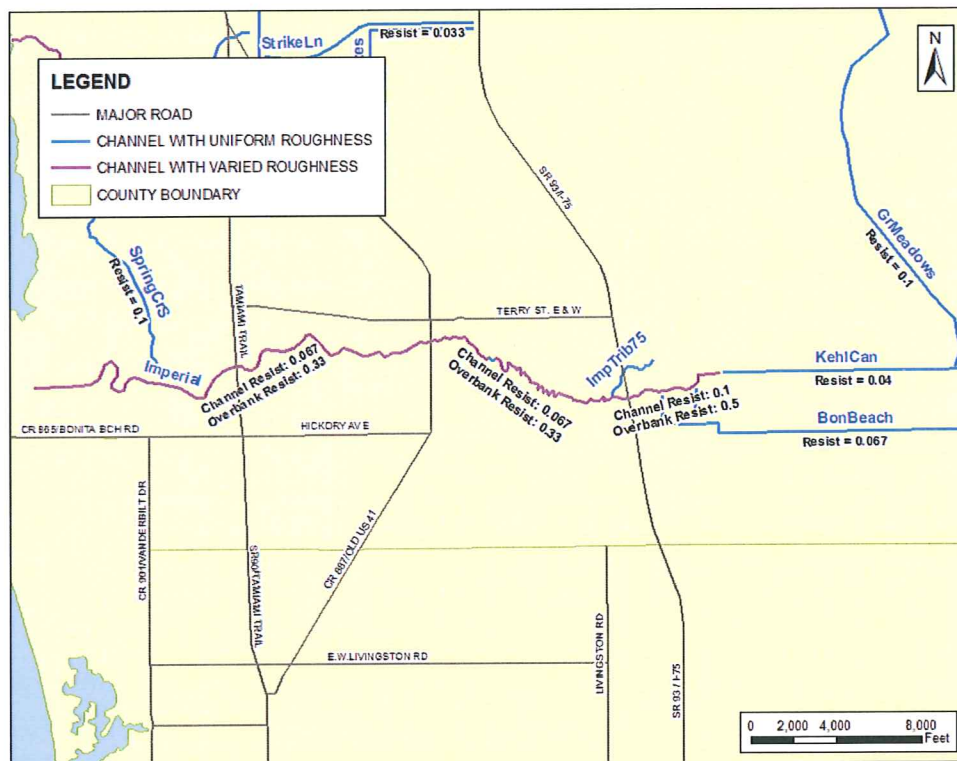 Resist = 0.033
StrikeLn
N
LEGEND
MAJOR ROAD
CHANNEL WITH UNIFORM ROUGHNESS
CHANNEL WITH VARIED ROUGHNESS
COUNTY BOUNDARY
SR 93/I-75
GrMeadows
Resist = 0.1
SpringCrS
Resist = 0.1
TAMIAMI TRAIL
TERRY ST. E & W
Imperial
Channel Resist: 0.067
Overbank Resist: 0.33
Channel Resist: 0.067
Overbank Resist: 0.33
ImpTrib75
Channel Resist: 0.1
Overbank Resist: 0.5
KehlCan
Resist = 0.04
BonBeach
Resist = 0.067
CR 865/BONITA BCH RD
HICKORY AVE
CR 901/VANDERBILT DR
SR90/TAMIAMI TRAIL
CR 887/OLD US 41
E.W.LIVINGSTON RD
LIVINGSTON RD
SR 93 / I-75
0 2,000 4,000 8,000
Feet